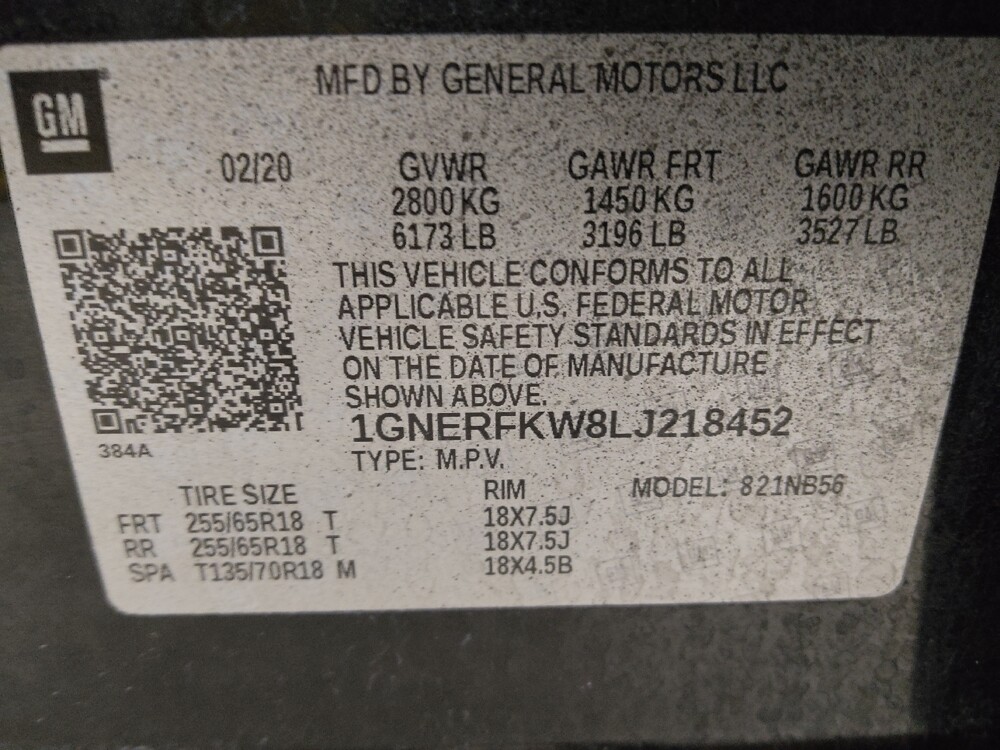 GM
MFD BY GENERAL MOTORS LLC
02/20 GVWR GAWR FRT GAWR RR
2800 KG 1450 KG 1600 KG
6173 LB 3196 LB 3527 LB
THIS VEHICLE CONFORMS TO ALL
APPLICABLE U.S. FEDERAL MOTOR
VEHICLE SAFETY STANDARDS IN EFFECT
ON THE DATE OF MANUFACTURE
SHOWN ABOVE.
1GNERFKW8LJ218452
384A
TYPE: M.P.V.
TIRE SIZE RIM MODEL: 821NB56
FRT 255/65R18 T 18X7.5J
RR 255/65R18 T 18X7.5J
SPA T135/70R18 M 18X4.5B